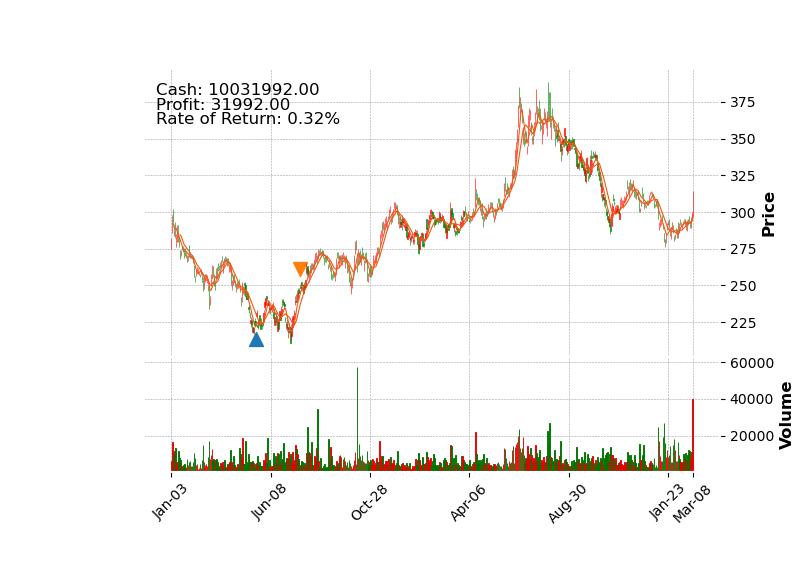 Cash: 10031992.00
Profit: 31992.00
Rate of Return: 0.32%
375
350
325
300
275
250
225
Price
60000
40000
20000
Volume
Jan-03
Jun-08
Oct-28
Apr-06
Aug-30
Jan-23
Mar-08